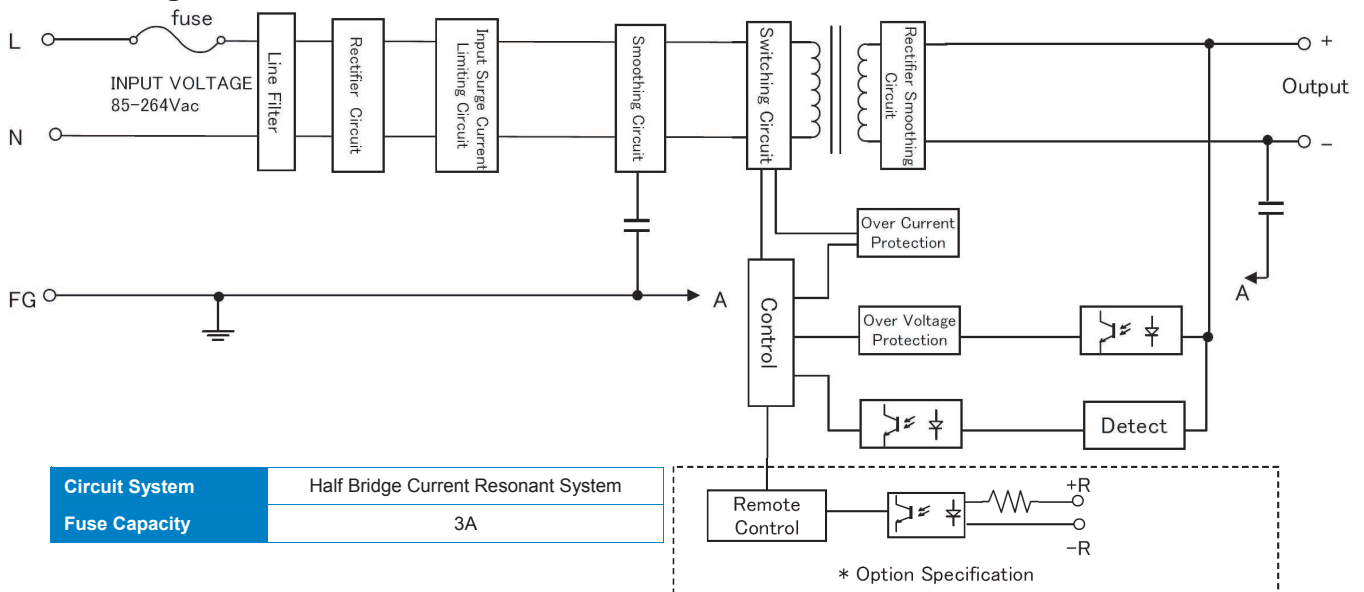 fuse
L
INPUT VOLTAGE
85-264Vac
N
Line Filter
Rectifier Circuit
Input Surge Current
Limiting Circuit
Smoothing Circuit
Switching Circuit
Rectifier Smoothing
Circuit
+
Output
-
Over Current
Protection
FG
A
A
Control
Over Voltage
Protection
Detect
Circuit System
Half Bridge Current Resonant System
Fuse Capacity
3A
Remote
Control
+R
-R
* Option Specification